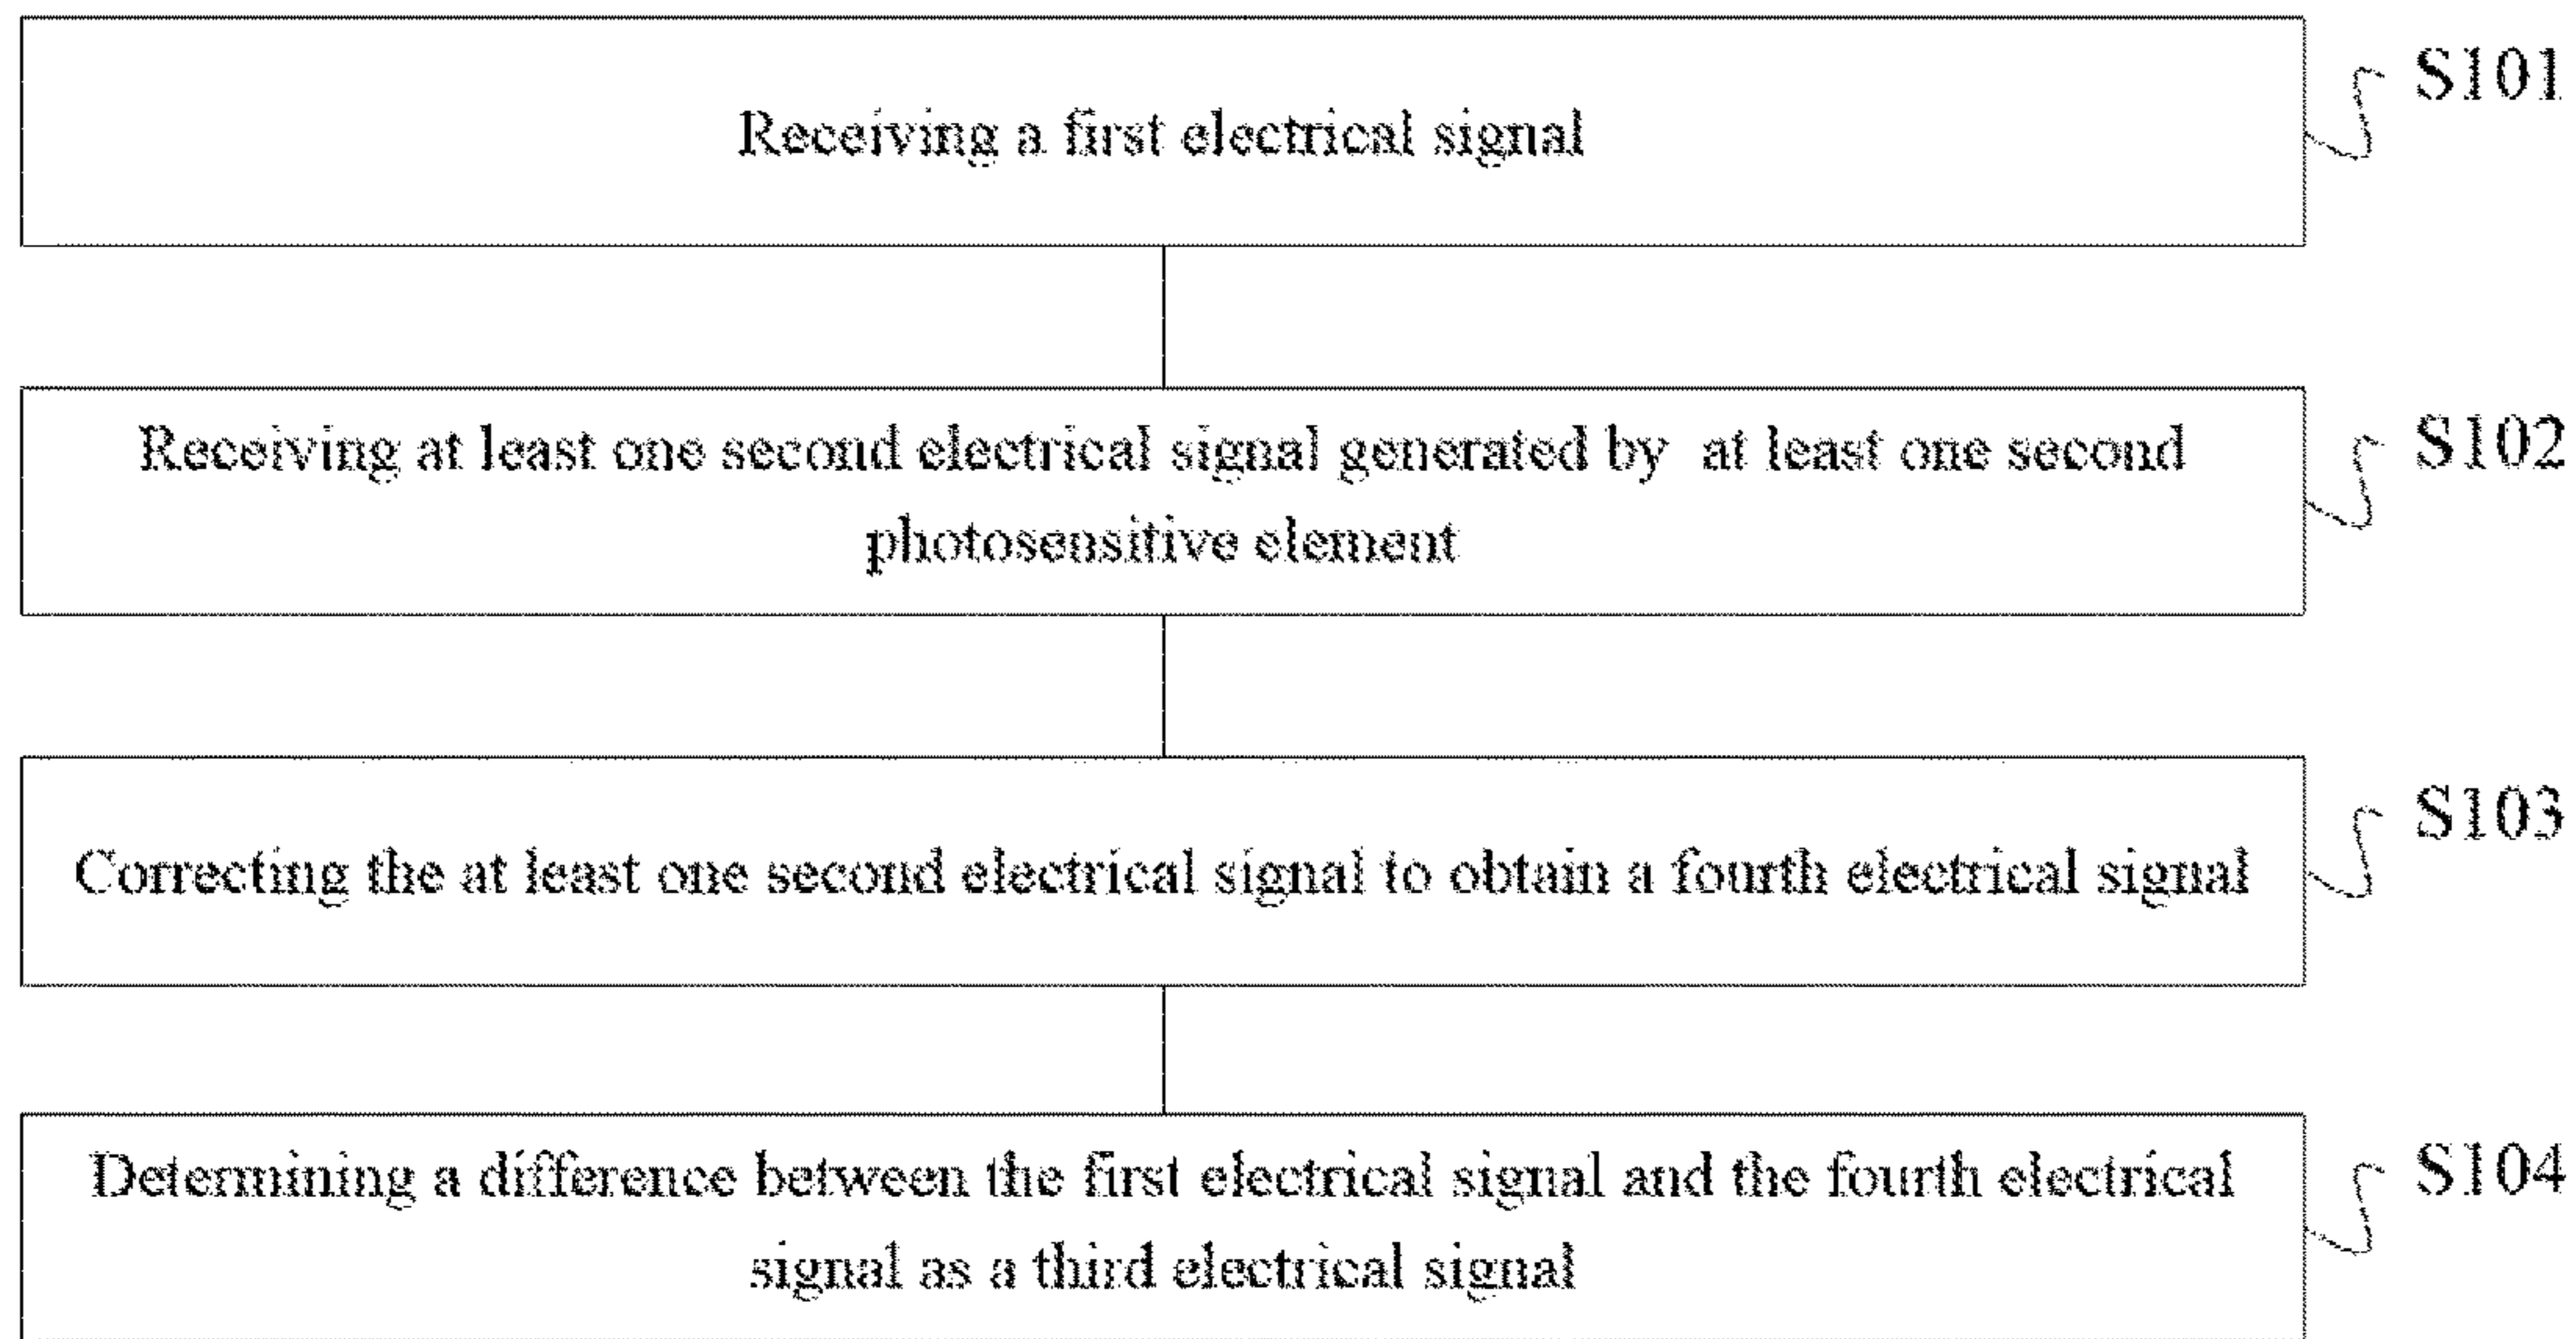 Receiving a first electrical signal
S101
Receiving at least one second electrical signal generated by at least one second
photosensitive element
S102
Correcting the at least one second electrical signal to obtain a fourth electrical signal
S103
Determining a difference between the first electrical signal and the fourth electrical
signal as a third electrical signal
S104